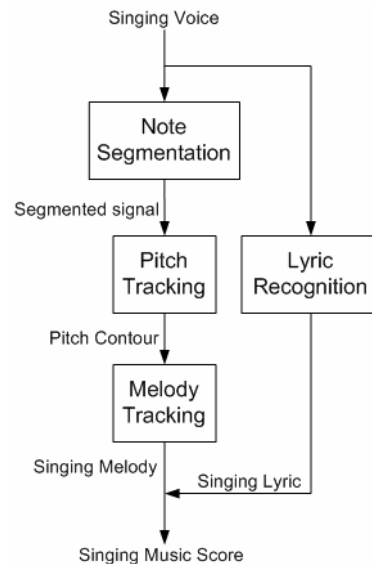 Singing Voice
Note
Segmentation
Segmented signal
Pitch
Tracking
Lyric
Recognition
Pitch Contour
Melody
Tracking
Singing Melody
Singing Lyric
Singing Music Score